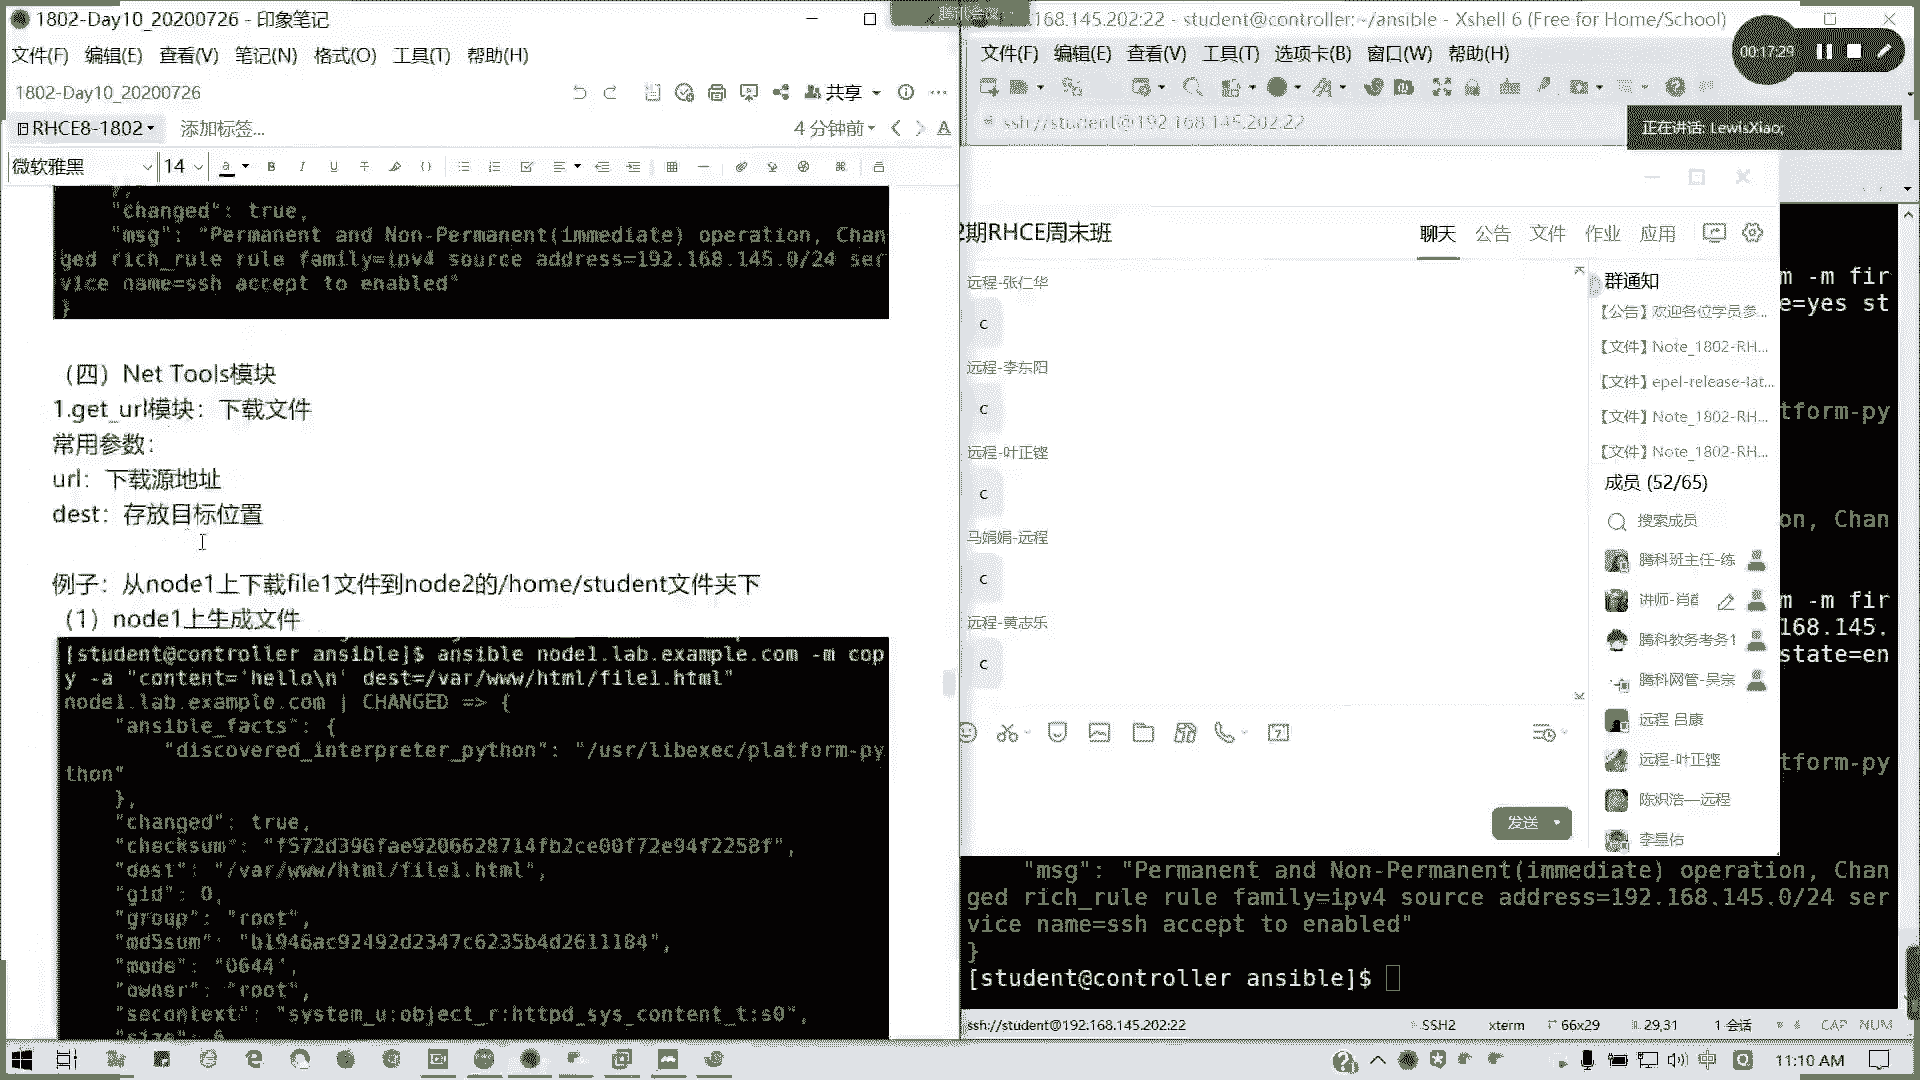 1802-Day10_20200726 - 印象笔记
文件(F) 编辑(E) 查看(V) 笔记(N) 格式(O) 工具(T) 帮助(H)
1802-Day10_20200726
共享
RHCE8-1802
添加标签...
4 分钟前
微软雅黑
14
"changed": true,
"msg": "Permanent and Non-Permanent(immediate) operation, Chan
ged rich_rule rule family=ipv4 source address=192.168.145.0/24 ser
vice name=ssh accept to enabled"
}
（四）Net Tools模块
1.get_url模块：下载文件
常用参数：
url：下载源地址
dest：存放目标位置
例子：从node1上下载file1文件到node2的/home/student文件夹下
（1）node1上生成文件
[student@controller ansible]$ ansible node1.lab.example.com -m cop
y -a "content='hello\n' dest=/var/www/html/file1.html"
node1.lab.example.com | CHANGED => {
"ansible_facts": {
"discovered_interpreter_python": "/usr/libexec/platform-py
thon"
},
"changed": true,
"checksum": "f572d396fae9206628714fb2ce00f72e94f2258f",
"dest": "/var/www/html/file1.html",
"gid": 0,
"group": "root",
"md5sum": "b1946ac92492d2347c6235b4d2611184",
"mode": "0644",
"owner": "root",
"secontext": "system_u:object_r:httpd_sys_content_t:s0",
"size": 6
.168.145.202:22 - student@controller:~/ansible - Xshell 6 (Free for Home/School)
文件(F) 编辑(E) 查看(V) 工具(T) 选项卡(B) 窗口(W) 帮助(H)
00:17:29
ssh://student@192.168.145.202:22
正在讲话: LewisXiao;
2期RHCE周末班
聊天 公告 文件 作业 应用
远程-张仁华
c
远程-李东阳
c
远程-叶正铿
c
马娟娟-远程
c
远程-黄志乐
c
发送
群通知
【公告】欢迎各位学员参...
【文件】Note_1802-RH...
【文件】epel-release-lat...
【文件】Note_1802-RH...
【文件】Note_1802-RH...
成员 (52/65)
搜索成员
腾科班主任-练
讲师-肖
腾科教务考务1
腾科网管-吴宗
远程 吕康
远程-叶正铿
陈炽浩—远程
李星佑
m -m fir
e=yes st
tform-py
on, Chan
m -m fir
168.145.
state=en
tform-py
"msg": "Permanent and Non-Permanent(immediate) operation, Chan
ged rich_rule rule family=ipv4 source address=192.168.145.0/24 ser
vice name=ssh accept to enabled"
}
[student@controller ansible]$
ssh://student@192.168.145.202:22
SSH2 xterm 66x29 29,31 1 会话 CAP NUM
中
11:10 AM